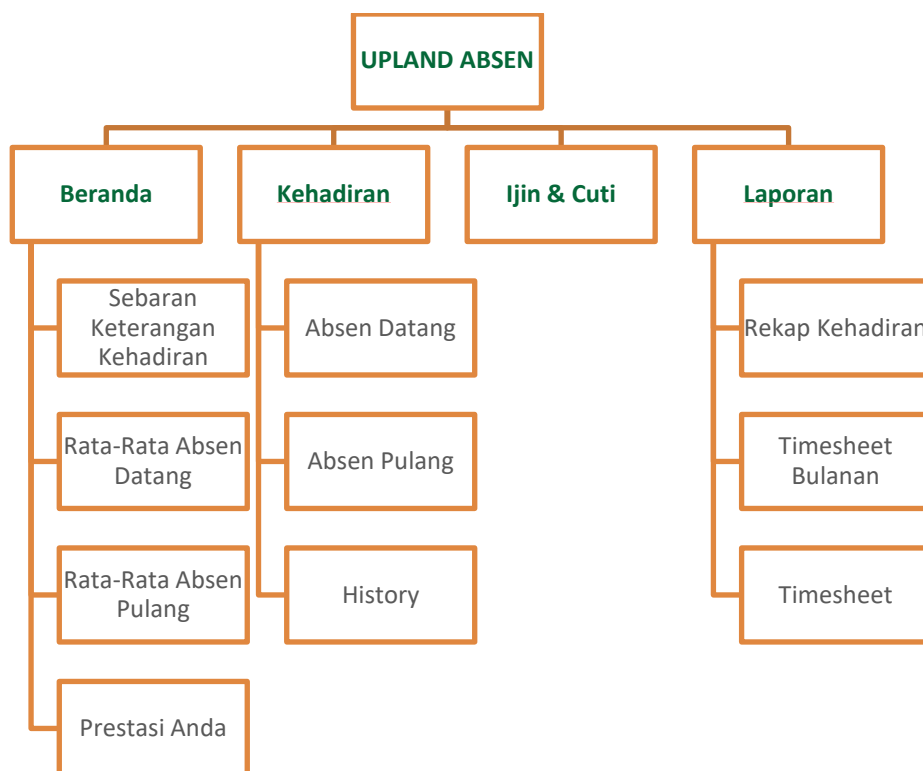 UPLAND ABSEN
Beranda
Kehadiran
Ijin & Cuti
Laporan
Sebaran
Keterangan
Kehadiran
Absen Datang
Rekap Kehadiran
Rata-Rata Absen
Datang
Absen Pulang
Timesheet
Bulanan
Rata-Rata Absen
Pulang
History
Timesheet
Prestasi Anda